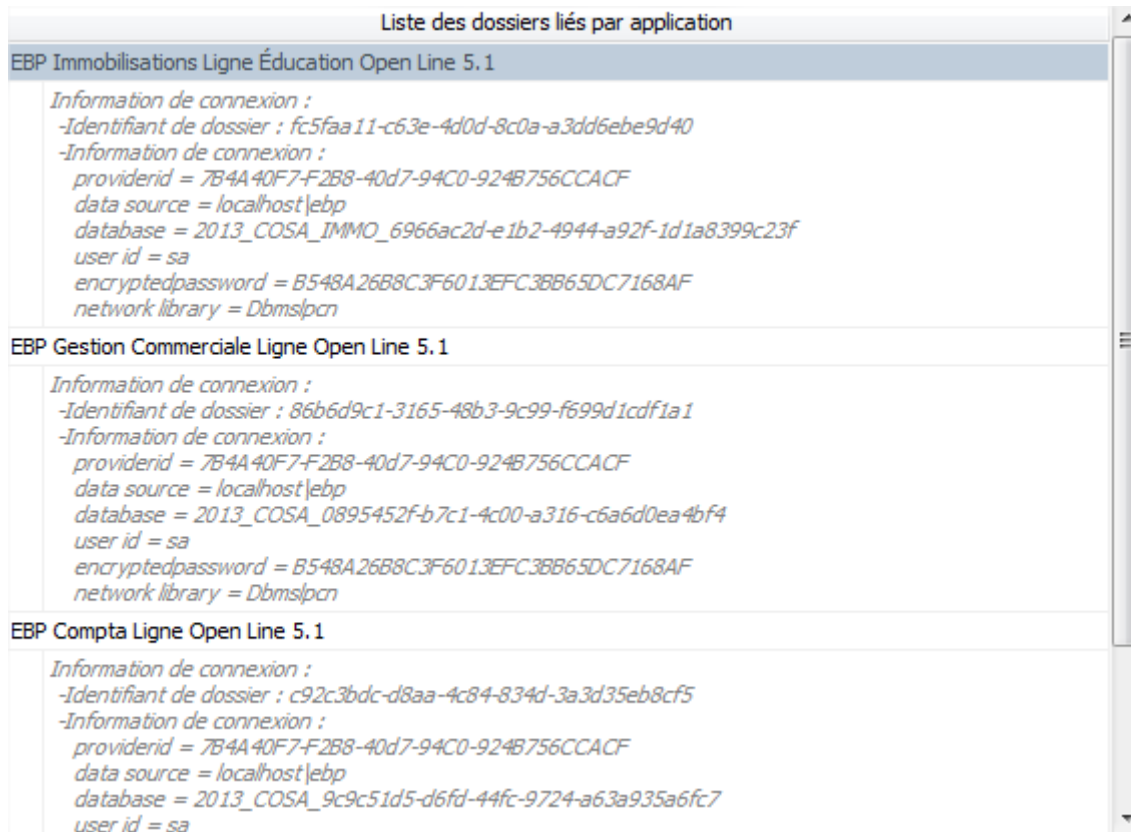 Liste des dossiers liés par application
EBP Immobilisations Ligne Éducation Open Line 5.1
Information de connexion :
-Identifiant de dossier : fc5faa11-c63e-4d0d-8c0a-a3dd6ebe9d40
-Information de connexion :
providerid = 7B4A40F7-F2B8-40d7-94C0-924B756CCACF
data source = localhost\ebp
database = 2013_COSA_IMMO_6966ac2d-e1b2-4944-a92f-1d1a8399c23f
user id = sa
encryptedpassword = B548A26B8C3F6013EFC3BB65DC7168AF
network library = Dbmslpcn
EBP Gestion Commerciale Ligne Open Line 5.1
Information de connexion :
-Identifiant de dossier : 86b6d9c1-3165-48b3-9c99-f699d1cdf1a1
-Information de connexion :
providerid = 7B4A40F7-F2B8-40d7-94C0-924B756CCACF
data source = localhost\ebp
database = 2013_COSA_0895452f-b7c1-4c00-a316-c6a6d0ea4bf4
user id = sa
encryptedpassword = B548A26B8C3F6013EFC3BB65DC7168AF
network library = Dbmslpcn
EBP Compta Ligne Open Line 5.1
Information de connexion :
-Identifiant de dossier : c92c3bdc-d8aa-4c84-834d-3a3d35eb8cf5
-Information de connexion :
providerid = 7B4A40F7-F2B8-40d7-94C0-924B756CCACF
data source = localhost\ebp
database = 2013_COSA_9c9c51d5-d6fd-44fc-9724-a63a935a6fc7
user id = sa